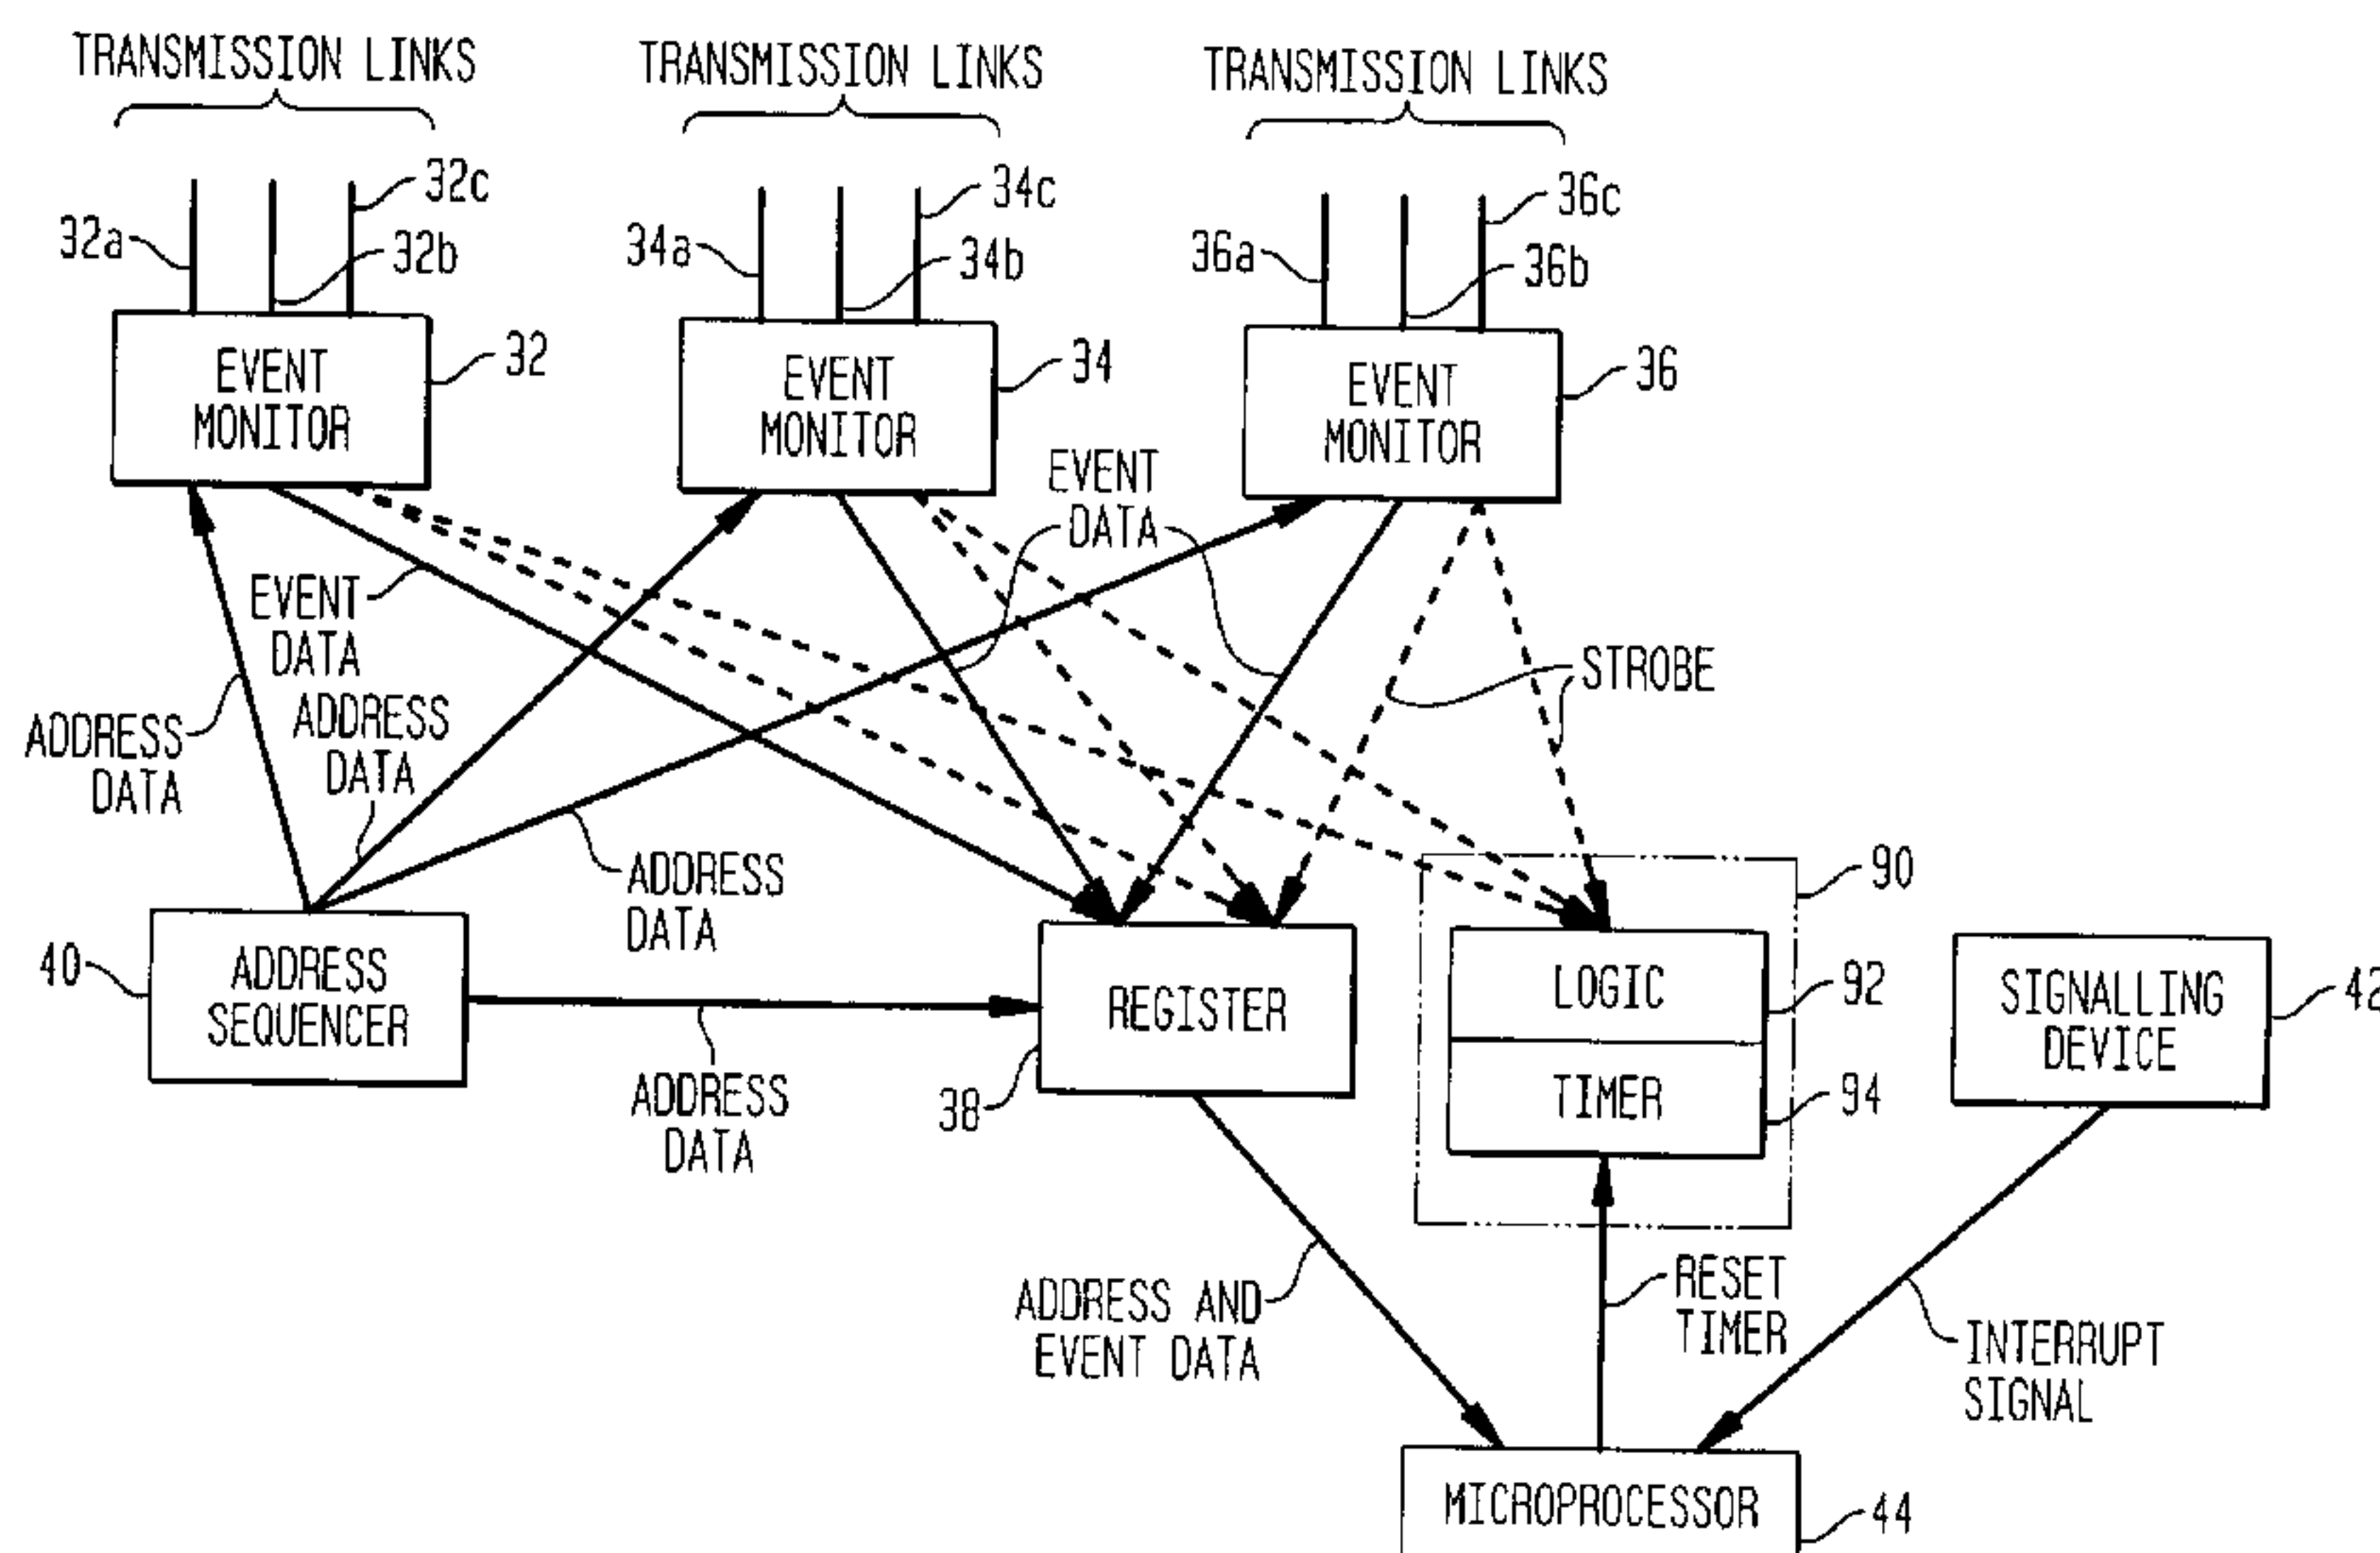 TRANSMISSION LINKS
TRANSMISSION LINKS
TRANSMISSION LINKS
32a
32b
32c
34a
34b
34c
36a
36b
36c
EVENT
MONITOR
32
EVENT
MONITOR
34
EVENT
MONITOR
36
EVENT
DATA
EVENT
DATA
ADDRESS
DATA
ADDRESS
DATA
STROBE
ADDRESS
DATA
40
ADDRESS
SEQUENCER
ADDRESS
DATA
REGISTER
38
90
LOGIC
92
TIMER
94
SIGNALLING
DEVICE
42
ADDRESS AND
EVENT DATA
RESET
TIMER
INTERRUPT
SIGNAL
MICROPROCESSOR
44